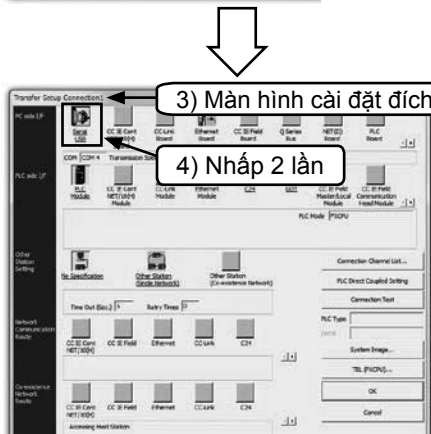 Transfer Setup Connection1
3) Màn hình cài đặt đích
PC side I/F
Serial USB
CC IE Cont NET/10(H) Board
CC-Link Board
Ethernet Board
CC IE Field Board
Q Series Bus
NET(II) Board
PLC Board
COM COM 4 Transmission
4) Nhấp 2 lần
PLC side I/F
PLC Module
CC IE Cont NET/10(H) Module
CC-Link Module
Ethernet Module
C24
GOT
CC IE Field Master/Local Module
CC IE Field Communication Head Module
PLC Mode FXCPU
Other Station Setting
No Specification
Other Station (Single Network)
Other Station (Co-existence Network)
Connection Channel List...
PLC Direct Coupled Setting
Time Out (Sec.) 5 Retry Times 0
Connection Test
PLC Type
Network Communication Route
CC IE Cont NET/10(H)
CC IE Field
Ethernet
CC-Link
C24
System Image...
TEL (FXCPU)...
OK
Co-existence Network Route
CC IE Cont NET/10(H)
CC IE Field
Ethernet
CC-Link
C24
Cancel
Accessing Host Station